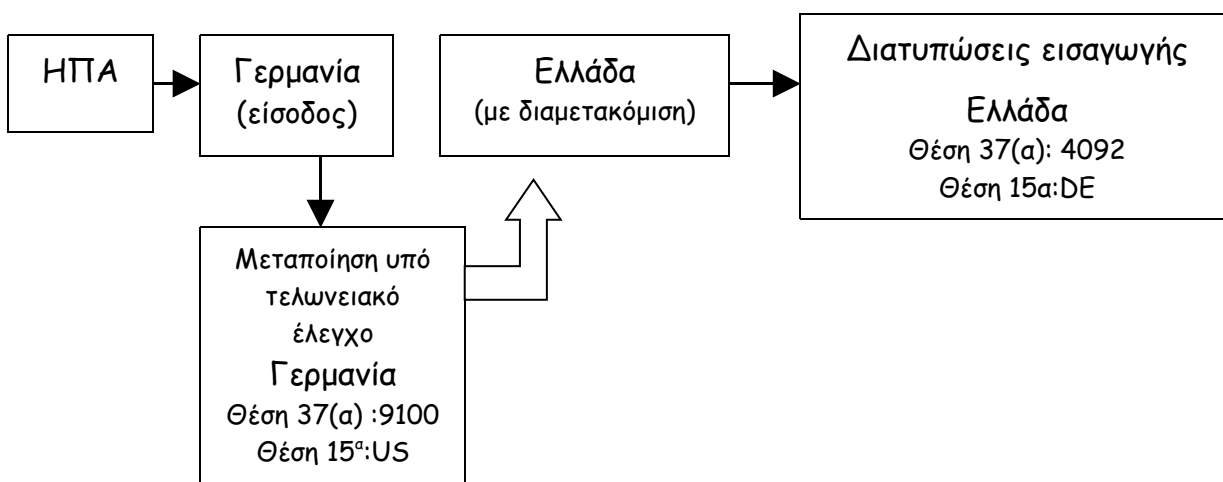 ΗΠΑ
Γερμανία
(είσοδος)
Μεταποίηση υπό
τελωνειακό
έλεγχο
Γερμανία
Θέση 37(α) :9100
Θέση 15α:US
Ελλάδα
(με διαμετακόμιση)
Διατυπώσεις εισαγωγής
Ελλάδα
Θέση 37(α): 4092
Θέση 15α:DE